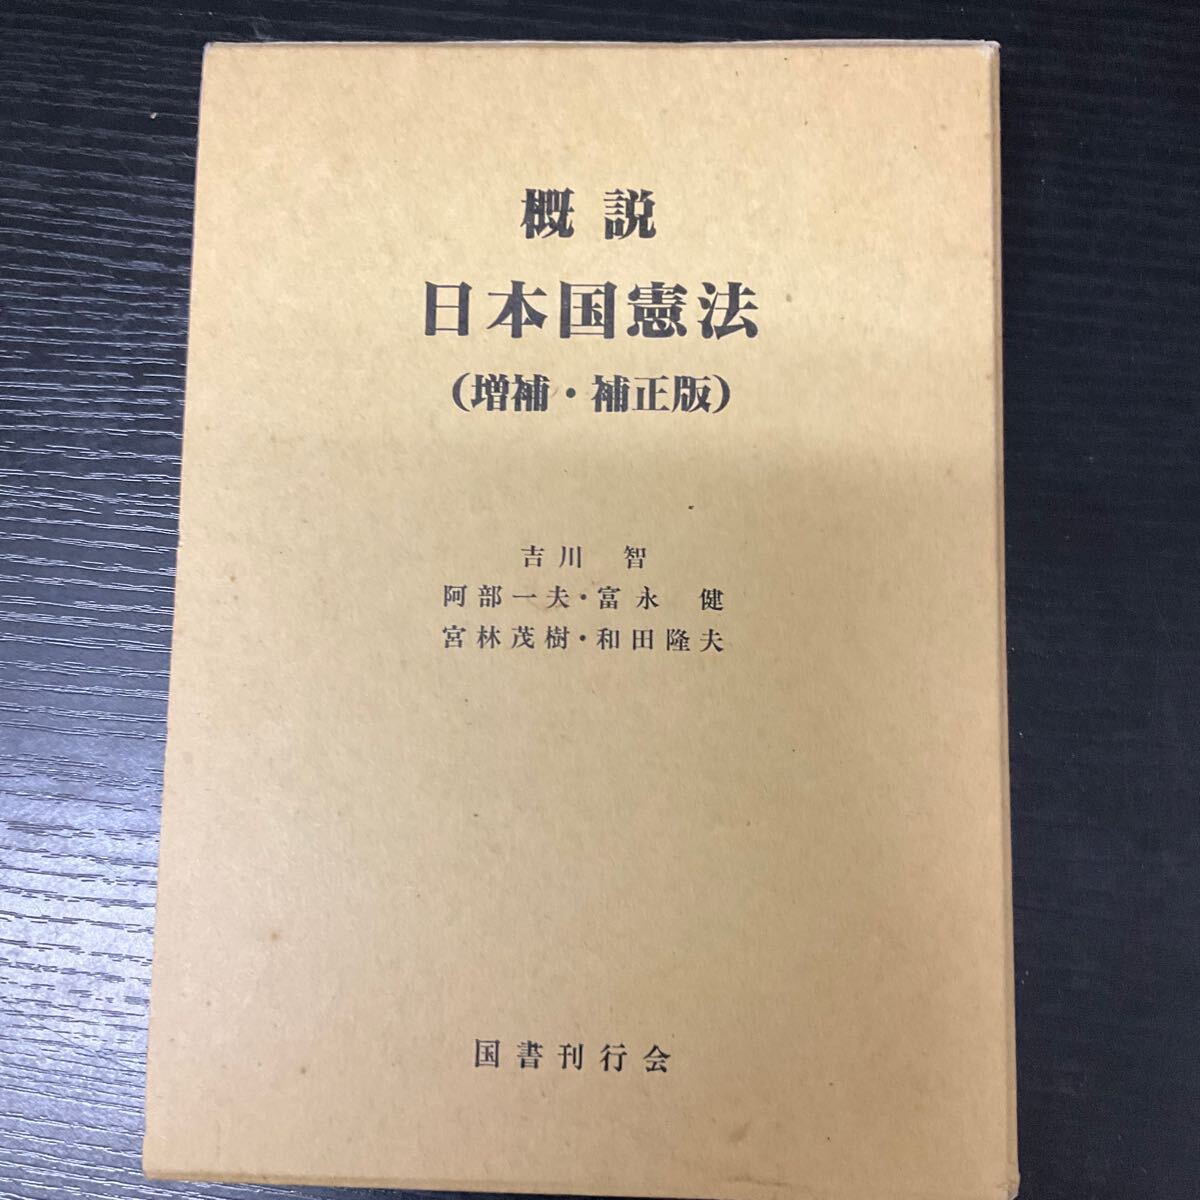 概説
日本国憲法
(増補・補正版)
吉川 智
阿部一夫・富永 健
宮林茂樹・和田隆夫
国書刊行会